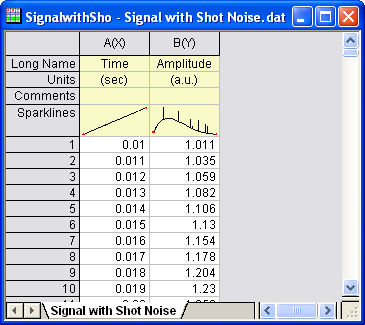 SignalwithSho - Signal with Shot Noise.dat
A(X) B(Y)
Long Name Time Amplitude
Units (sec) (a.u.)
Comments
Sparklines
1 0.01 1.011
2 0.011 1.035
3 0.012 1.059
4 0.013 1.082
5 0.014 1.106
6 0.015 1.13
7 0.016 1.154
8 0.017 1.178
9 0.018 1.204
10 0.019 1.23
Signal with Shot Noise